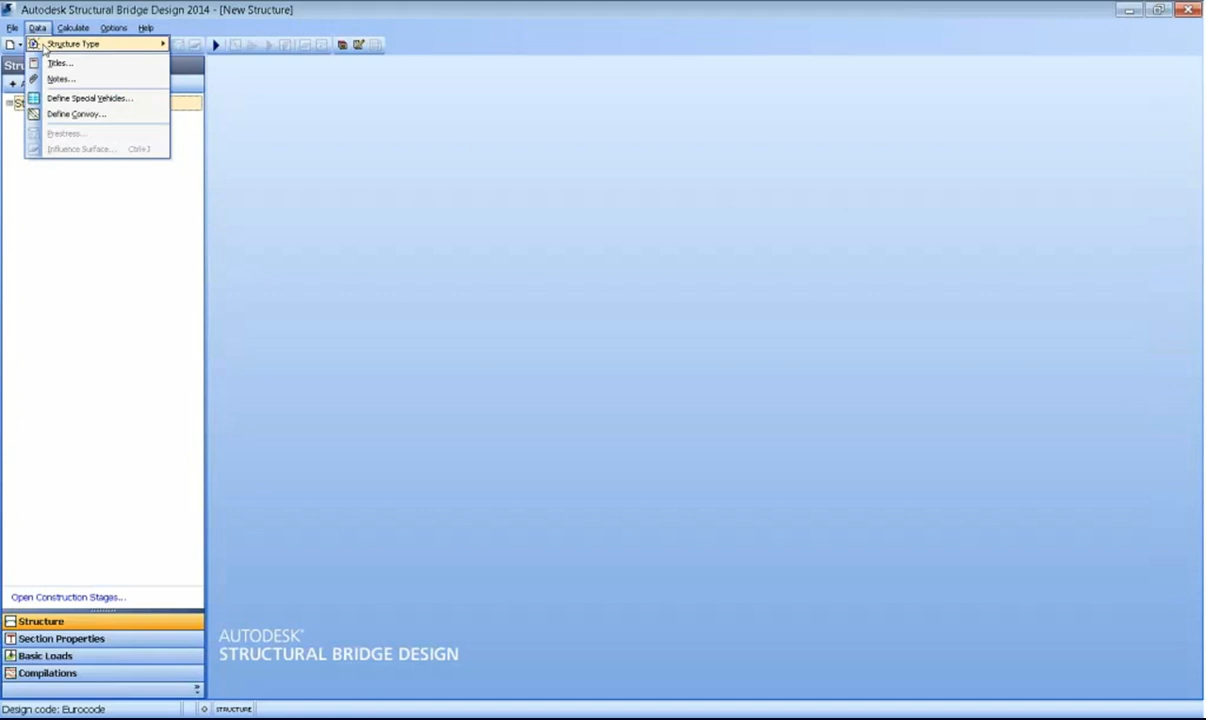 Autodesk Structural Bridge Design 2014 - [New Structure]
File Data Calculate Options Help
Structure Type
Titles...
Notes...
Define Special Vehicles...
Define Convoy...
Prestress...
Influence Surface... Ctrl+J
Open Construction Stages...
Structure
Section Properties
Basic Loads
Compilations
AUTODESK®
STRUCTURAL BRIDGE DESIGN
Design code: Eurocode
STRUCTURE